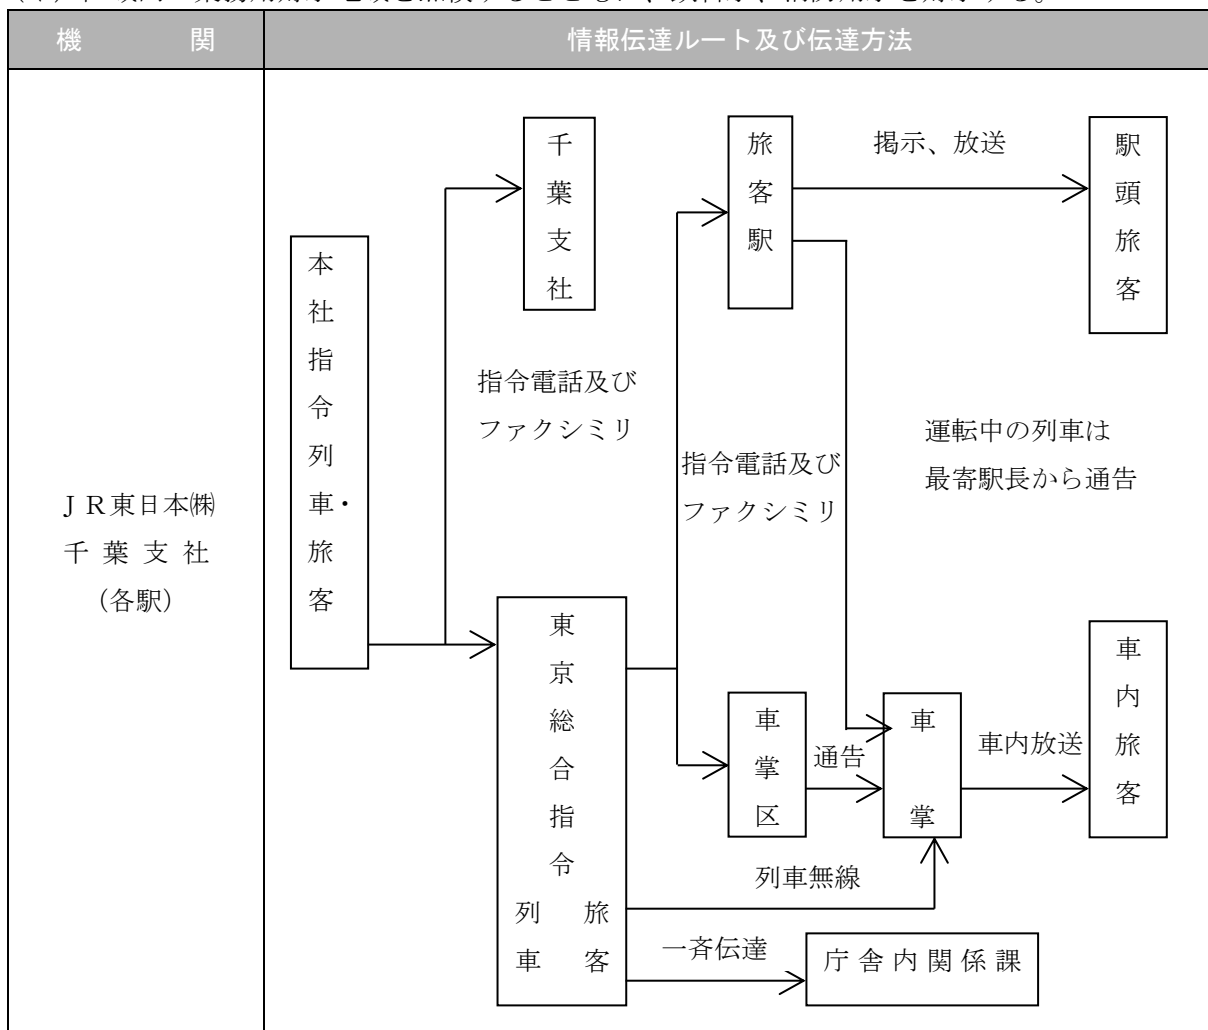 機　関
情報伝達ルート及び伝達方法
ＪＲ東日本㈱
千葉支社
（各駅）
本社指令列車・旅客
千葉支社
指令電話及び
ファクシミリ
東京総合指令
列車
旅客
旅客駅
指令電話及び
ファクシミリ
掲示、放送
駅頭旅客
運転中の列車は
最寄駅長から通告
車掌区
通告
車掌
車内放送
車内旅客
列車無線
一斉伝達
庁舎内関係課